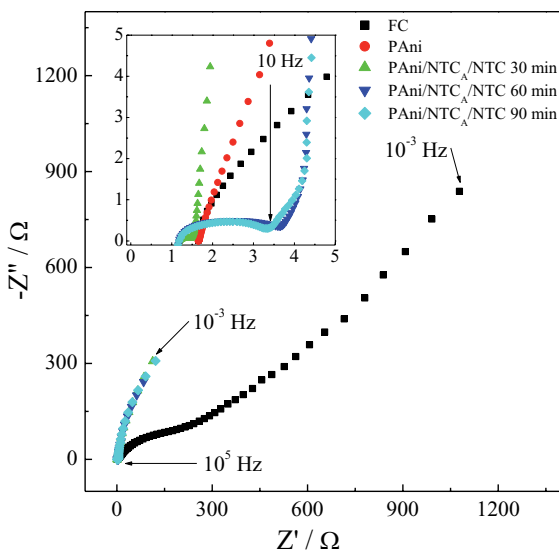 FC
PAni
PAni/NTC_A/NTC 30 min
PAni/NTC_A/NTC 60 min
PAni/NTC_A/NTC 90 min
5
4
3
2
1
0
0 1 2 3 4 5
10 Hz
10⁻³ Hz
10⁻³ Hz
10⁵ Hz
1200
900
600
300
0
0 300 600 900 1200
-Z'' / Ω
Z' / Ω